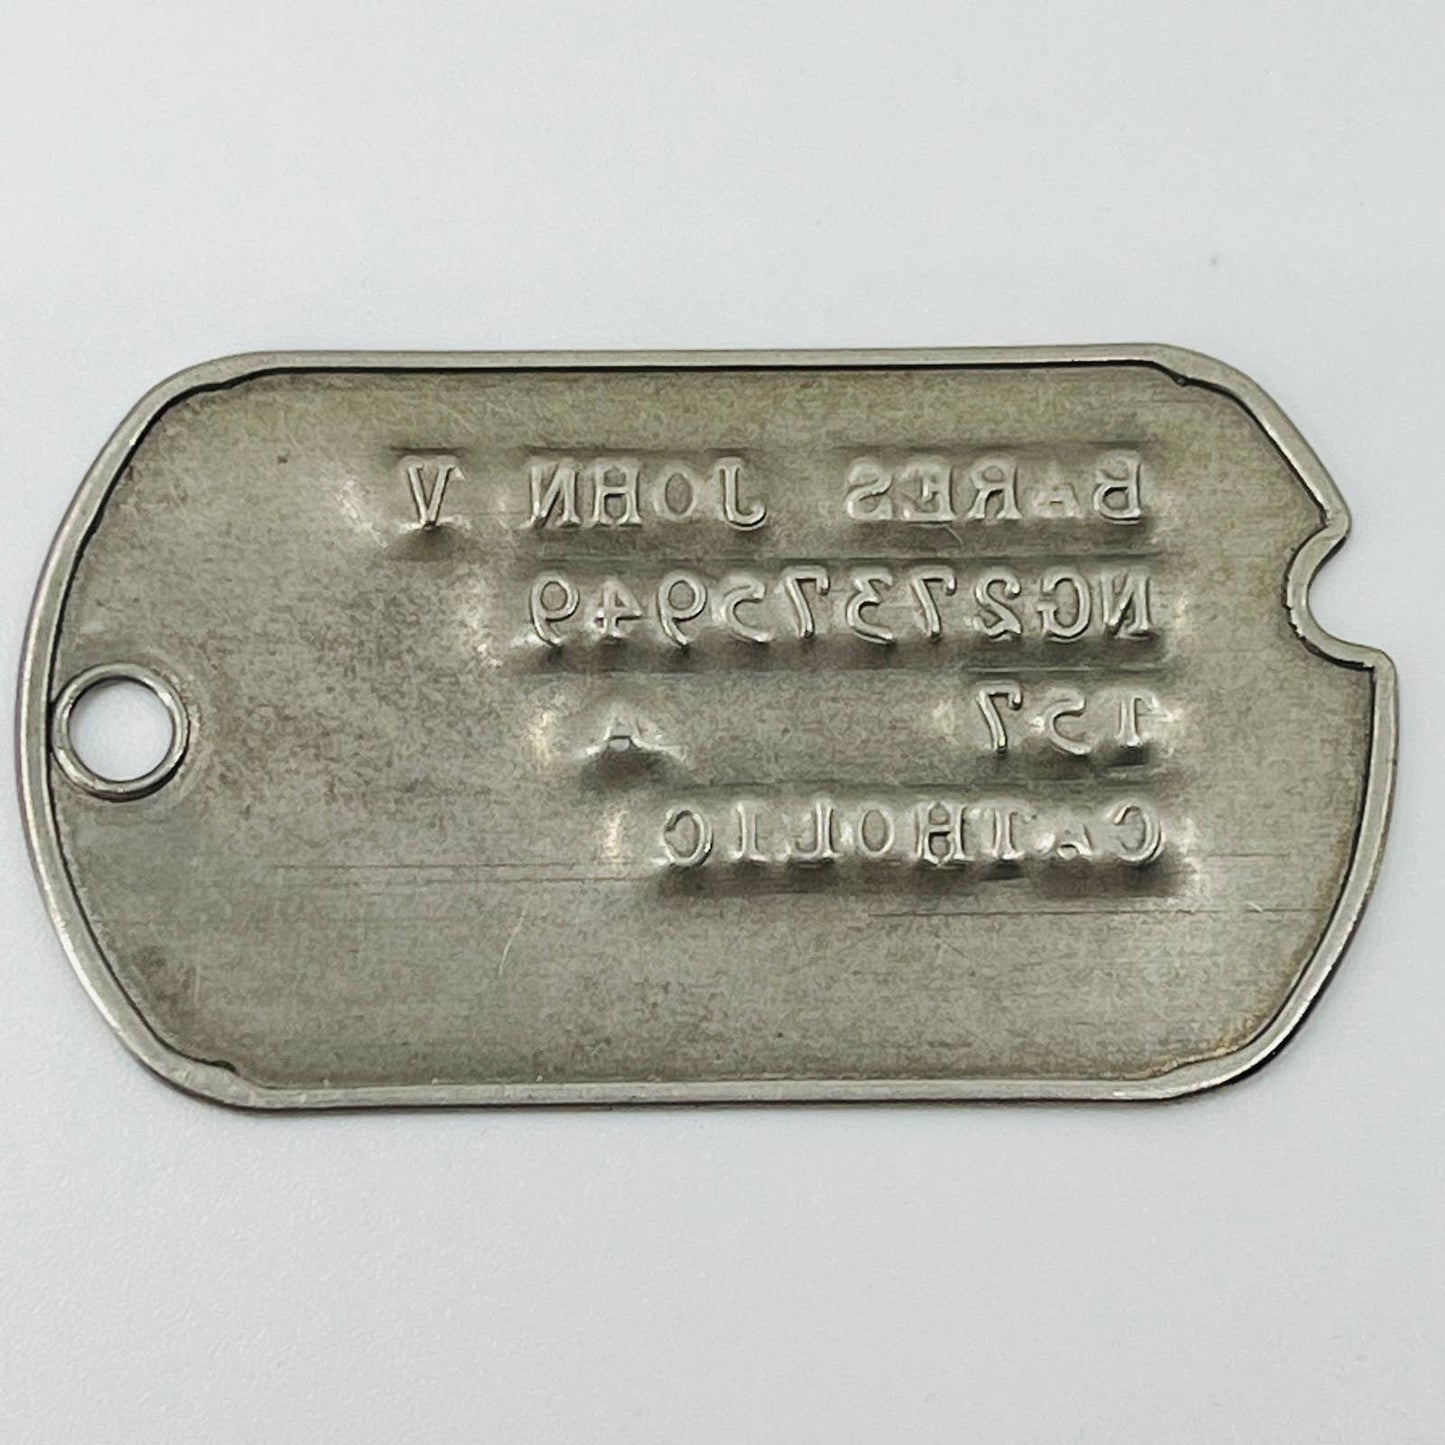 BARES JOHN V
NG27375949
T57 A
CATHOLIC